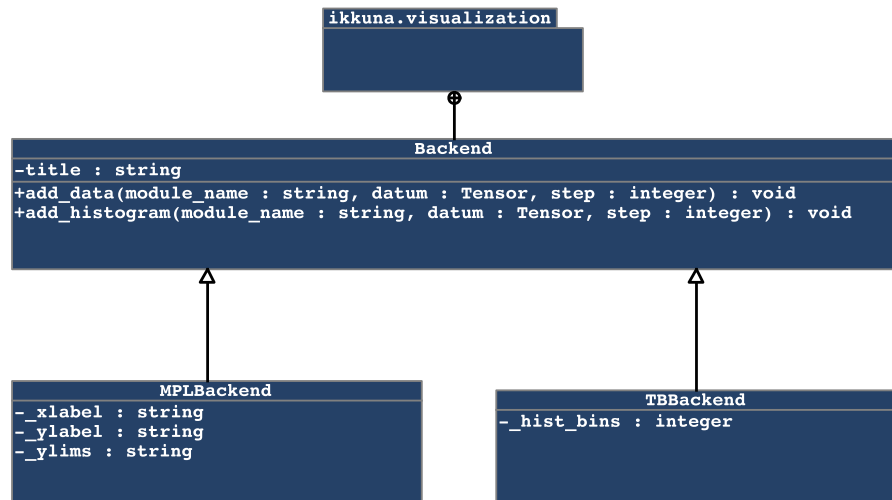 ikkuna.visualization
Backend
-title : string
+add_data(module_name : string, datum : Tensor, step : integer) : void
+add_histogram(module_name : string, datum : Tensor, step : integer) : void
MPLBackend
-_xlabel : string
-_ylabel : string
-_ylims : string
TBBackend
-_hist_bins : integer